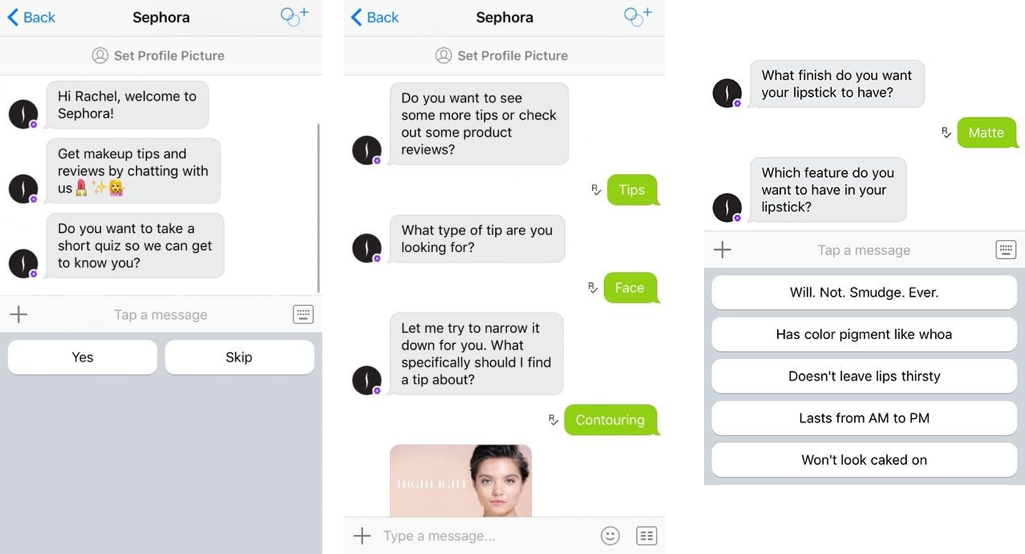 Back
Sephora
Set Profile Picture
Hi Rachel, welcome to
Sephora!
Get makeup tips and
reviews by chatting with
us💄✨💁
Do you want to take a
short quiz so we can get
to know you?
Tap a message
Yes
Skip
Back
Sephora
Set Profile Picture
Do you want to see
some more tips or check
out some product
reviews?
R
Tips
What type of tip are you
looking for?
R
Face
Let me try to narrow it
down for you. What
specifically should I find
a tip about?
R
Contouring
HIGHLIGHT
Type a message...
What finish do you want
your lipstick to have?
R
Matte
Which feature do you
want to have in your
lipstick?
Tap a message
Will. Not. Smudge. Ever.
Has color pigment like whoa
Doesn't leave lips thirsty
Lasts from AM to PM
Won't look caked on